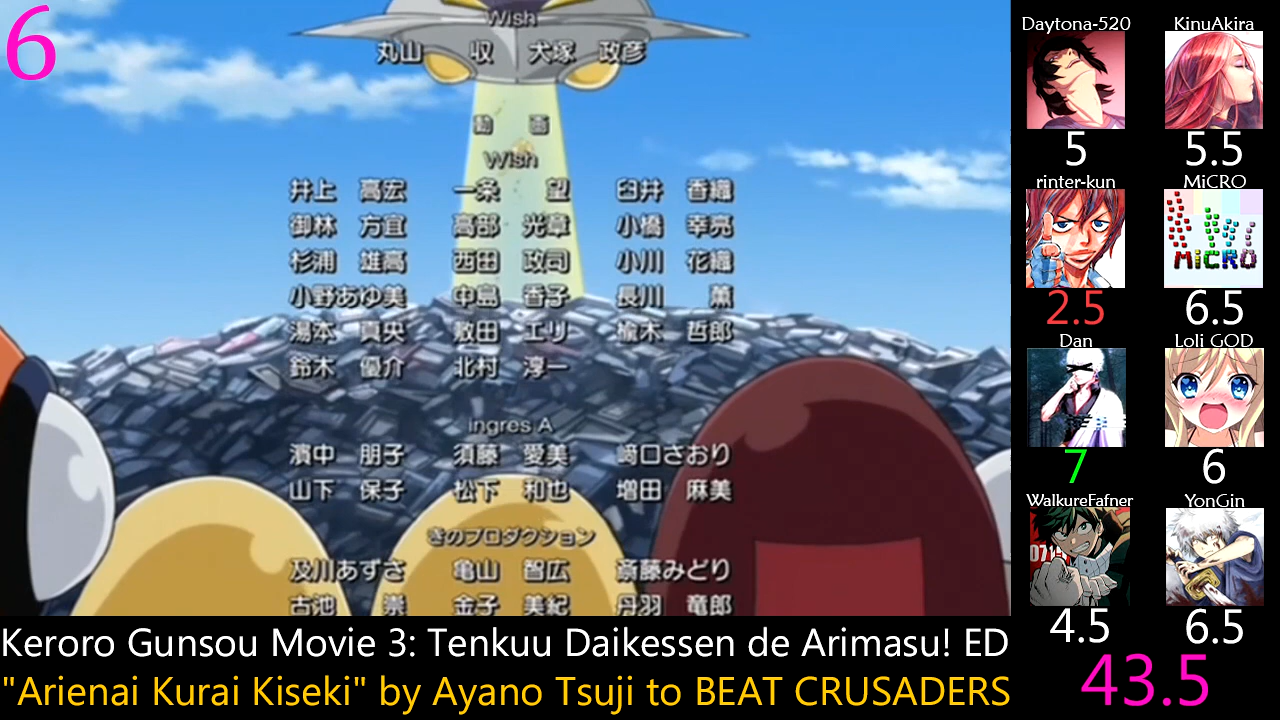 6
Wish
丸山 収 犬塚 政彦
動 画
Wish
井上 高宏 一条 望 臼井 香織
御林 方宜 高部 光章 小橋 幸亮
杉浦 雄高 西田 政司 小川 花織
小野あゆ美 中島 香子 長川 薫
湯本 真央 敷田 エリ 楡木 哲郎
鈴木 優介 北村 淳一
ingres A
濱中 朋子 須藤 愛美 﨑口さおり
山下 保子 松下 和也 増田 麻美
きのプロダクション
及川あずさ 亀山 智広 斎藤みどり
古池 崇 金子 美紀 丹羽 竜郎
Keroro Gunsou Movie 3: Tenkuu Daikessen de Arimasu! ED
"Arienai Kurai Kiseki" by Ayano Tsuji to BEAT CRUSADERS
Daytona-520 KinuAkira
5 5.5
rinter-kun MiCRO
MiCRO
2.5 6.5
Dan Loli GOD
7 6
WalkureFafner YonGin
4.5 6.5
43.5